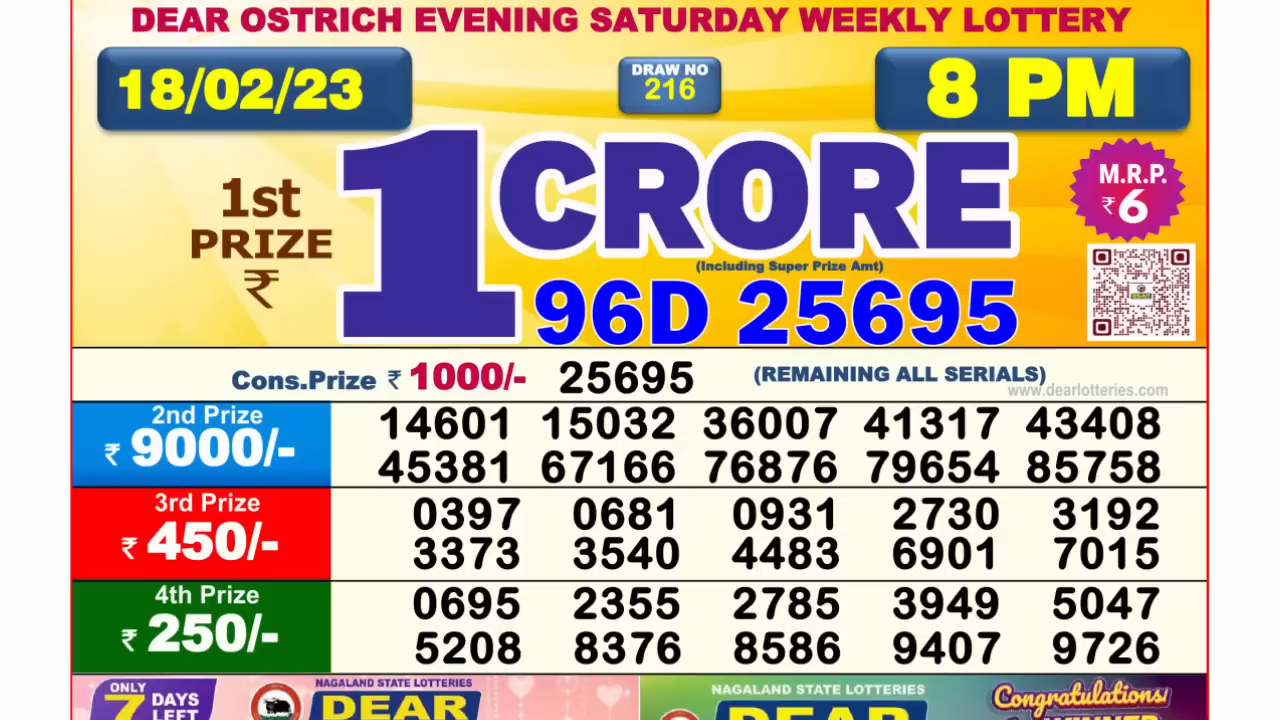 DEAR OSTRICH EVENING SATURDAY WEEKLY LOTTERY
18/02/23
DRAW NO
216
8 PM
1st
PRIZE
₹
1 CRORE
(Including Super Prize Amt)
96D 25695
M.R.P.
₹ 6
Cons.Prize ₹ 1000/- 25695 (REMAINING ALL SERIALS)
www.dearlotteries.com
2nd Prize
₹ 9000/-
14601 15032 36007 41317 43408
45381 67166 76876 79654 85758
3rd Prize
₹ 450/-
0397 0681 0931 2730 3192
3373 3540 4483 6901 7015
4th Prize
₹ 250/-
0695 2355 2785 3949 5047
5208 8376 8586 9407 9726
ONLY
7 DAYS
LEFT
NAGALAND STATE LOTTERIES
DEAR
NAGALAND STATE LOTTERIES
DEAR
Congratulations
WINNER